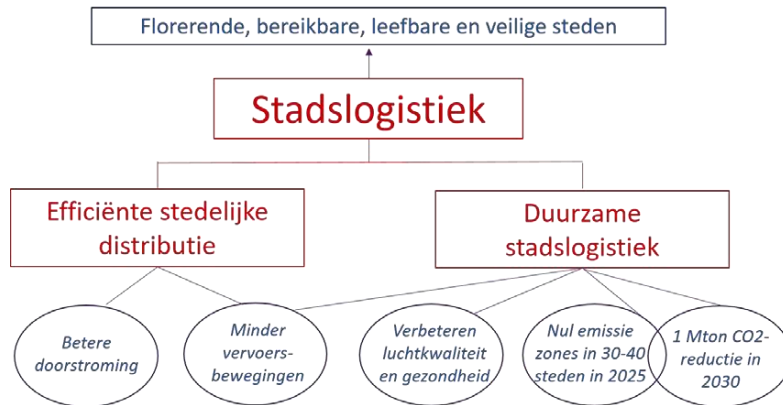 Florerende, bereikbare, leefbare en veilige steden
Stadslogistiek
Efficiënte stedelijke
distributie
Duurzame
stadslogistiek
Betere
doorstroming
Minder
vervoers-
bewegingen
Verbeteren
luchtkwaliteit
en gezondheid
Nul emissie
zones in 30-40
steden in 2025
1 Mton CO2-
reductie in
2030